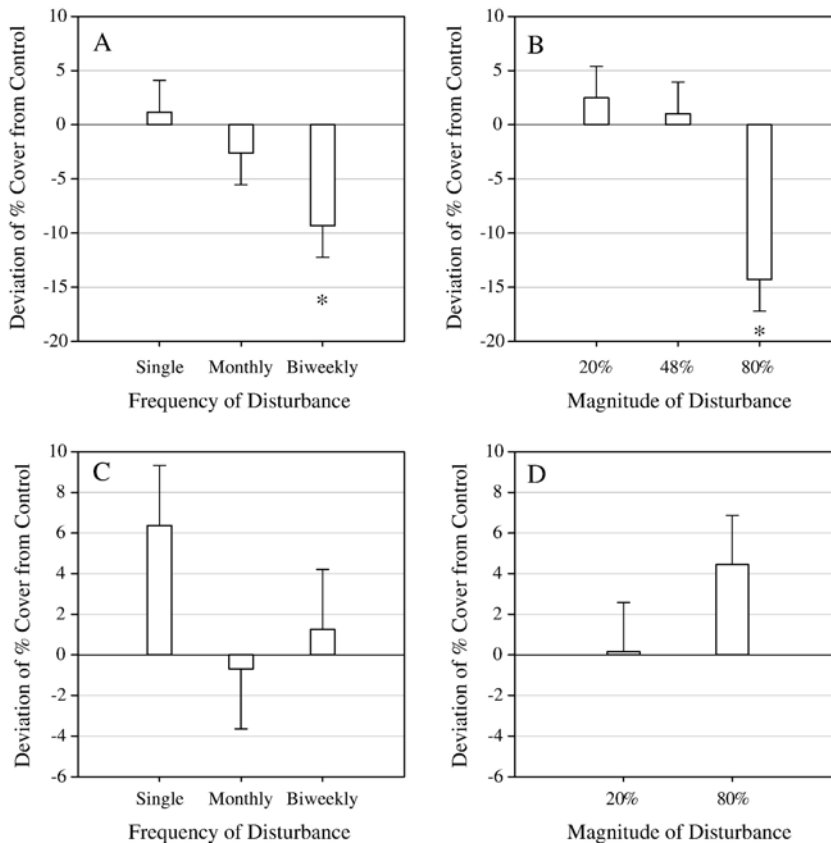 A
Deviation of % Cover from Control
10
5
0
-5
-10
-15
-20
*
Single Monthly Biweekly
Frequency of Disturbance
B
Deviation of % Cover from Control
10
5
0
-5
-10
-15
-20
*
20% 48% 80%
Magnitude of Disturbance
C
Deviation of % Cover from Control
10
8
6
4
2
0
-2
-4
-6
Single Monthly Biweekly
Frequency of Disturbance
D
Deviation of % Cover from Control
10
8
6
4
2
0
-2
-4
-6
20% 80%
Magnitude of Disturbance